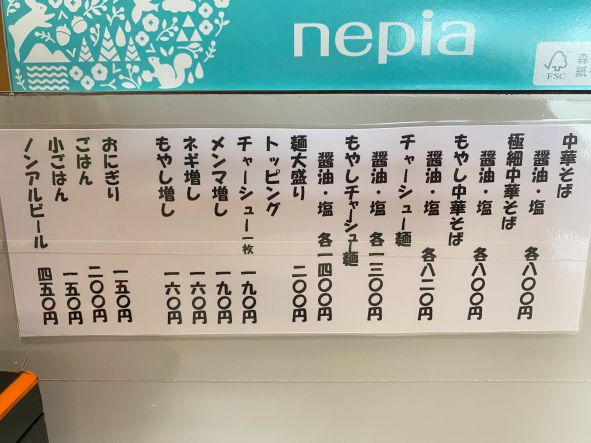 nepia
FSC
中華そば
醤油・塩 各八〇〇円
極細中華そば
醤油・塩 各八〇〇円
もやし中華そば
醤油・塩 各八二〇円
チャーシュー麺
醤油・塩 各一三〇〇円
もやしチャーシュー麺
醤油・塩 各一四〇〇円
麺大盛り 二〇〇円
トッピング
チャーシュー一枚 一九〇円
メンマ増し 一九〇円
ネギ増し 一六〇円
もやし増し 一六〇円
おにぎり 一五〇円
ごはん 二〇〇円
小ごはん 一五〇円
ノンアルビール 四五〇円